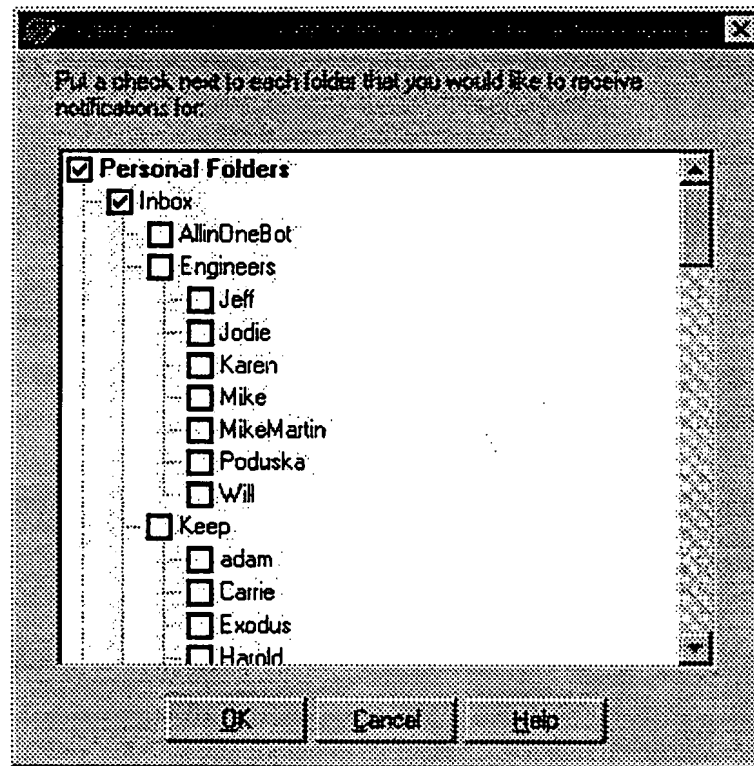 Put a check next to each folder that you would like to receive
notifications for:
Personal Folders
Inbox
AllinOneBot
Engineers
Jeff
Jodie
Karen
Mike
MikeMartin
Poduska
Will
Keep
adam
Carrie
Exodus
Harold
OK
Cancel
Help